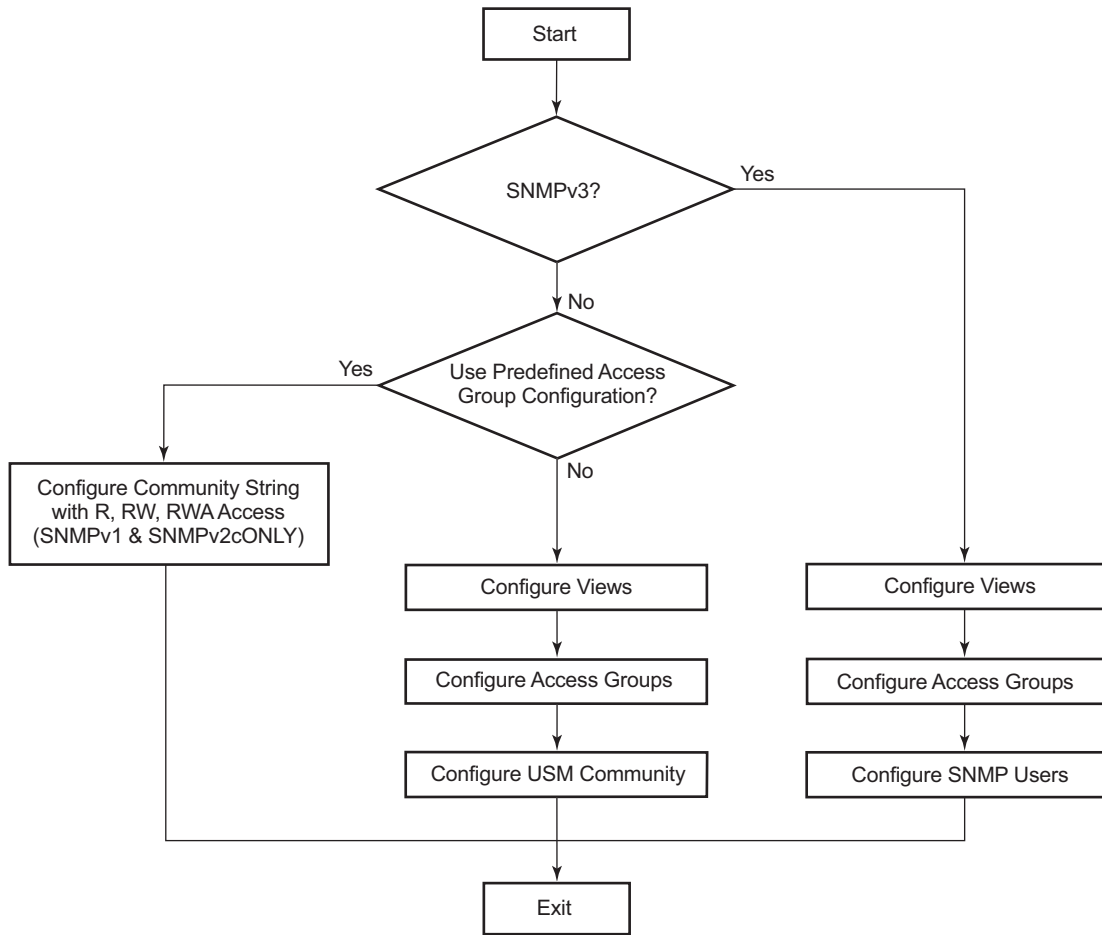 Start
SNMPv3?
Yes
No
Yes
Use Predefined Access
Group Configuration?
No
Configure Community String
with R, RW, RWA Access
(SNMPv1 & SNMPv2cONLY)
Configure Views
Configure Views
Configure Access Groups
Configure Access Groups
Configure USM Community
Configure SNMP Users
Exit